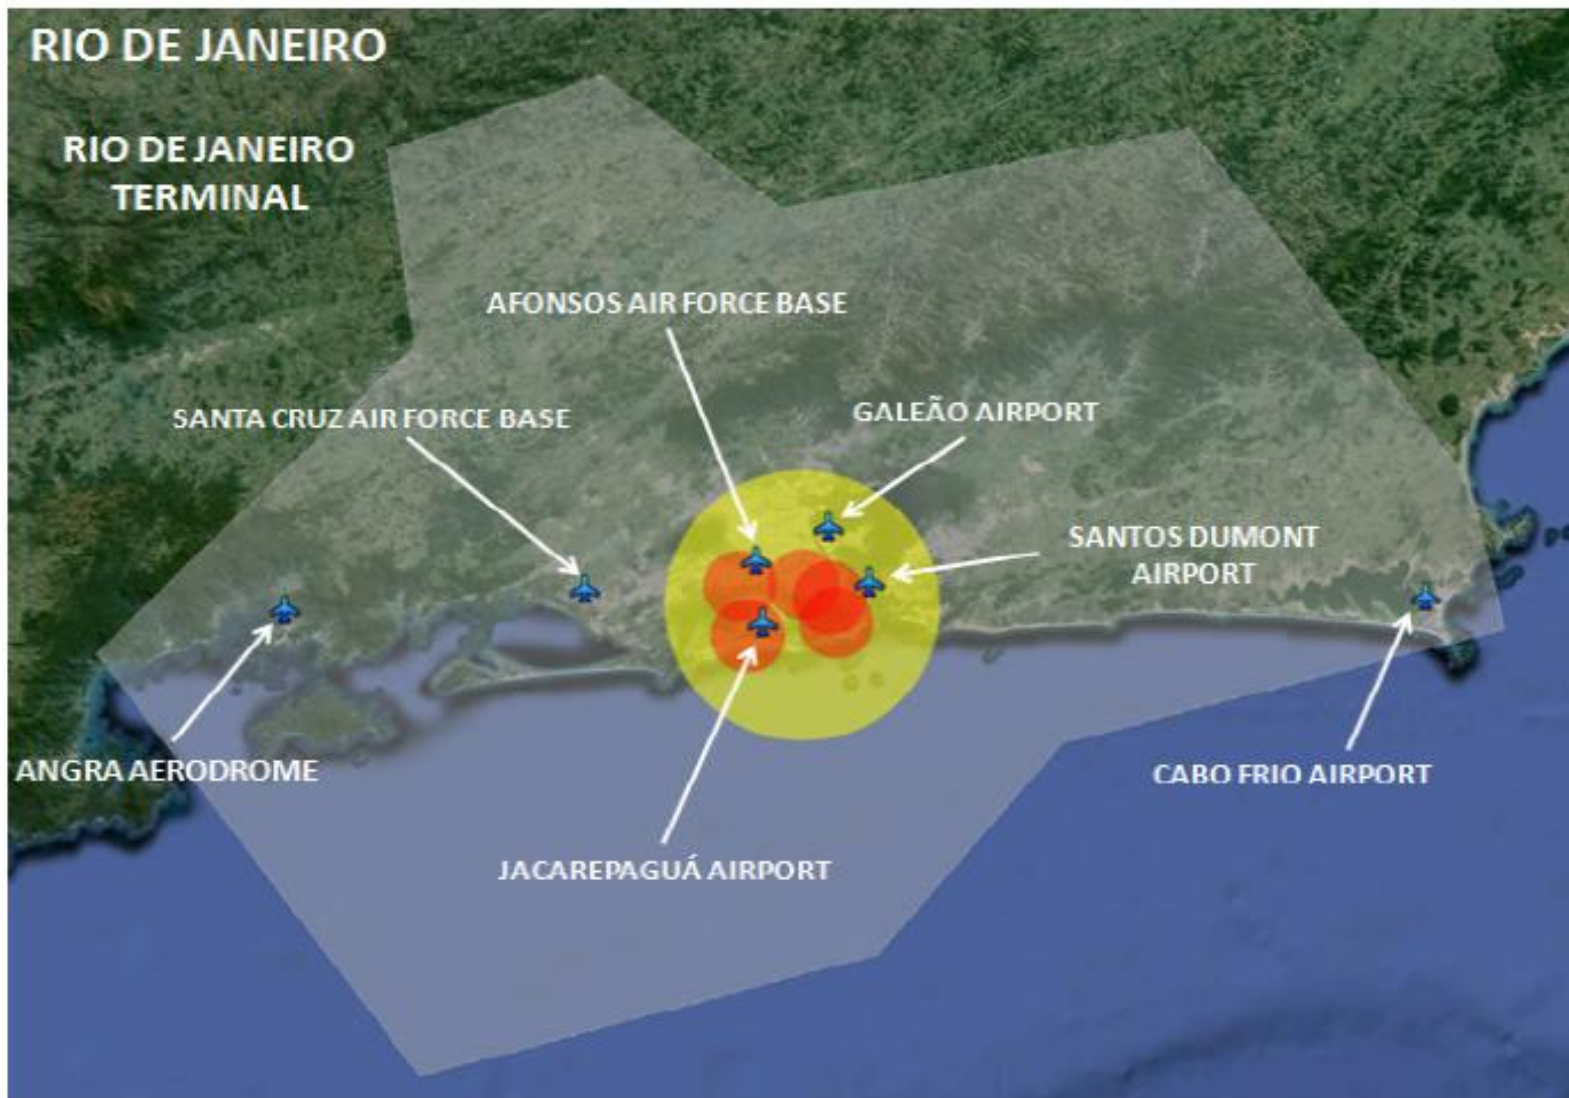 RIO DE JANEIRO
RIO DE JANEIRO
TERMINAL
AFONSOS AIR FORCE BASE
SANTA CRUZ AIR FORCE BASE
GALEÃO AIRPORT
SANTOS DUMONT
AIRPORT
ANGRA AERODROME
CABO FRIO AIRPORT
JACAREPAGUÁ AIRPORT